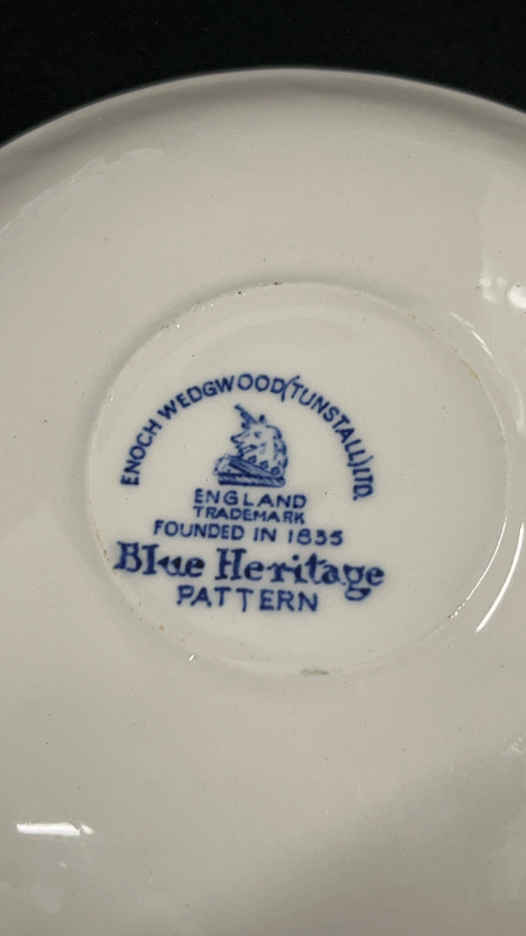 ENOCH WEDGWOOD (TUNSTALL) LTD.
ENGLAND
TRADEMARK
FOUNDED IN 1835
Blue Heritage
PATTERN